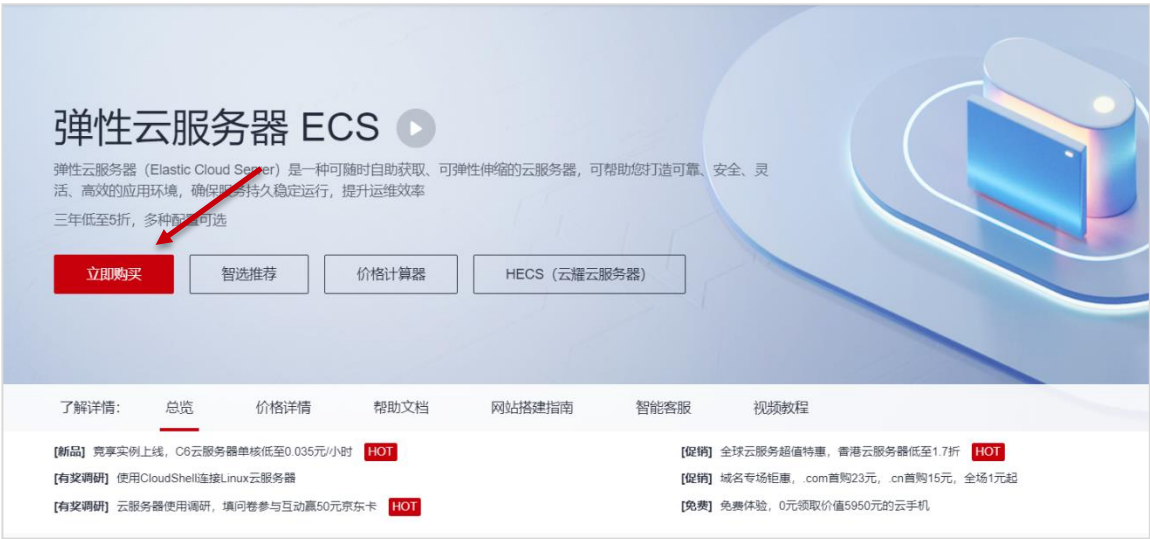 弹性云服务器 ECS
弹性云服务器（Elastic Cloud Server）是一种可随时自助获取、可弹性伸缩的云服务器，可帮助您打造可靠、安全、灵
活、高效的应用环境，确保服务持久稳定运行，提升运维效率
三年低至5折，多种配置可选
立即购买 智选推荐 价格计算器 HECS（云耀云服务器）
了解详情： 总览 价格详情 帮助文档 网站搭建指南 智能客服 视频教程
[新品] 竞享实例上线，C6云服务器单核低至0.035元/小时 HOT
[促销] 全球云服务超值特惠，香港云服务器低至1.7折 HOT
[有奖调研] 使用CloudShell连接Linux云服务器
[促销] 域名专场钜惠，.com首购23元，.cn首购15元，全场1元起
[有奖调研] 云服务器使用调研，填问卷参与互动赢50元京东卡 HOT
[免费] 免费体验，0元领取价值5950元的云手机